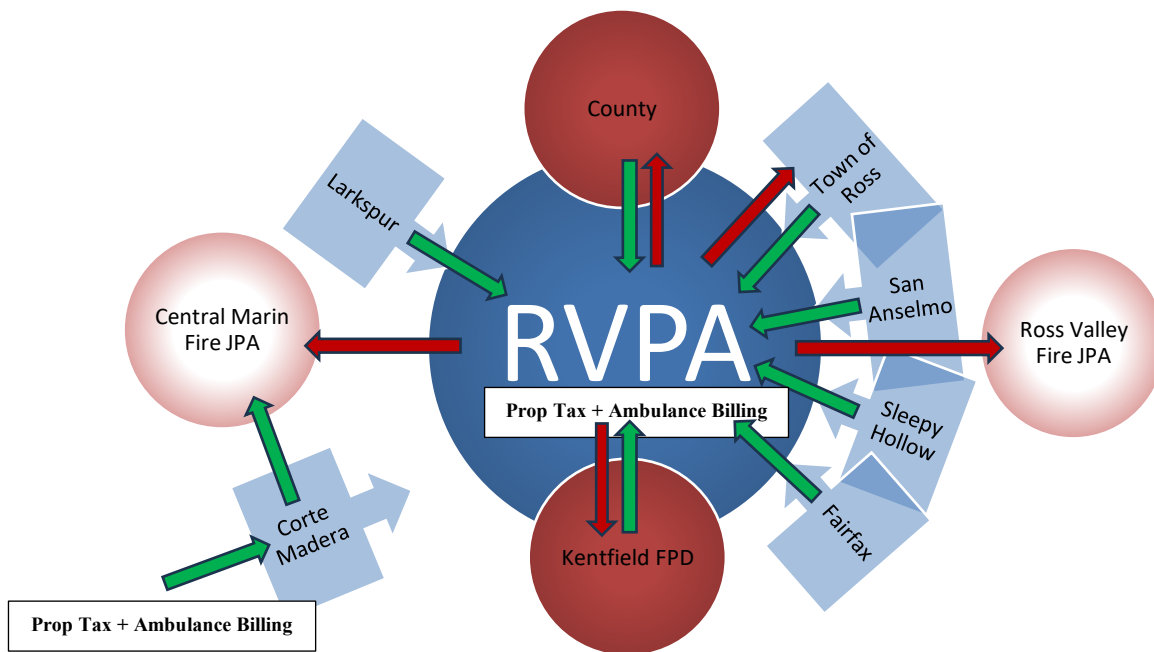 County
Town of
Ross
Larkspur
San
Anselmo
Central Marin
Fire JPA
RVPA
Ross Valley
Fire JPA
Prop Tax + Ambulance Billing
Sleepy
Hollow
Fairfax
Corte
Madera
Kentfield FPD
Prop Tax + Ambulance Billing